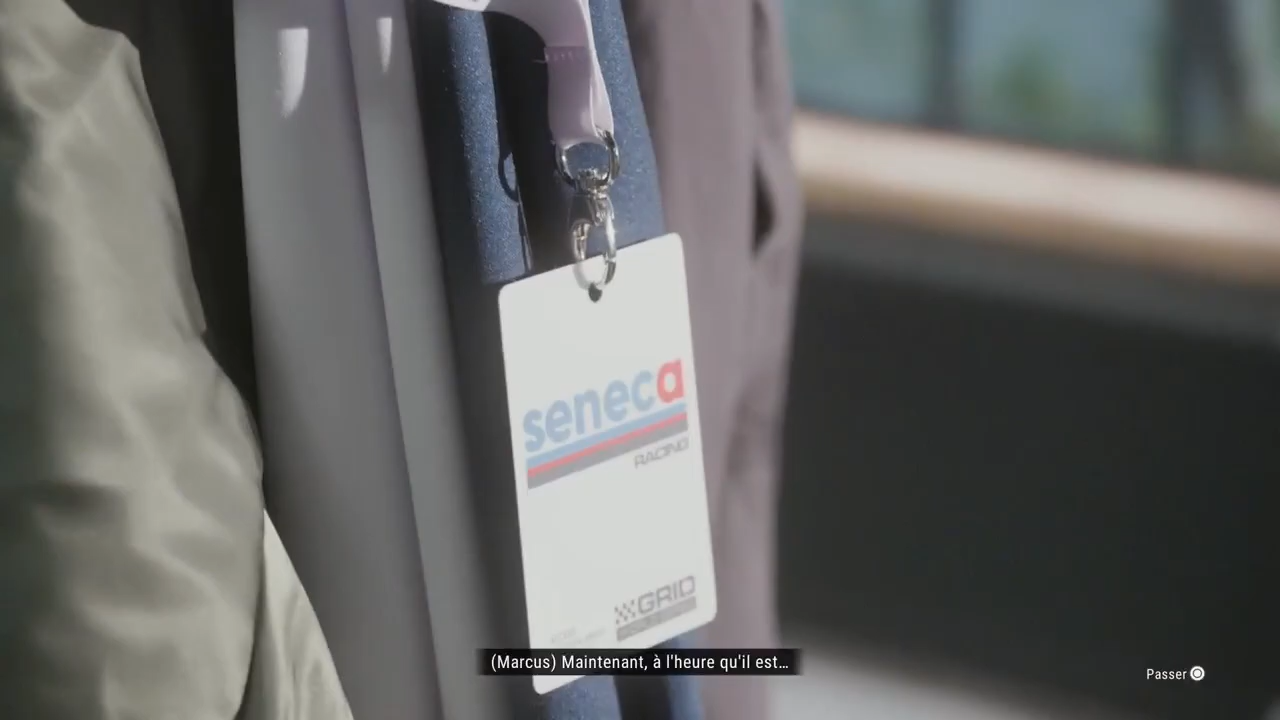 seneca
RACING
GRID
(Marcus) Maintenant, à l'heure qu'il est...
Passer